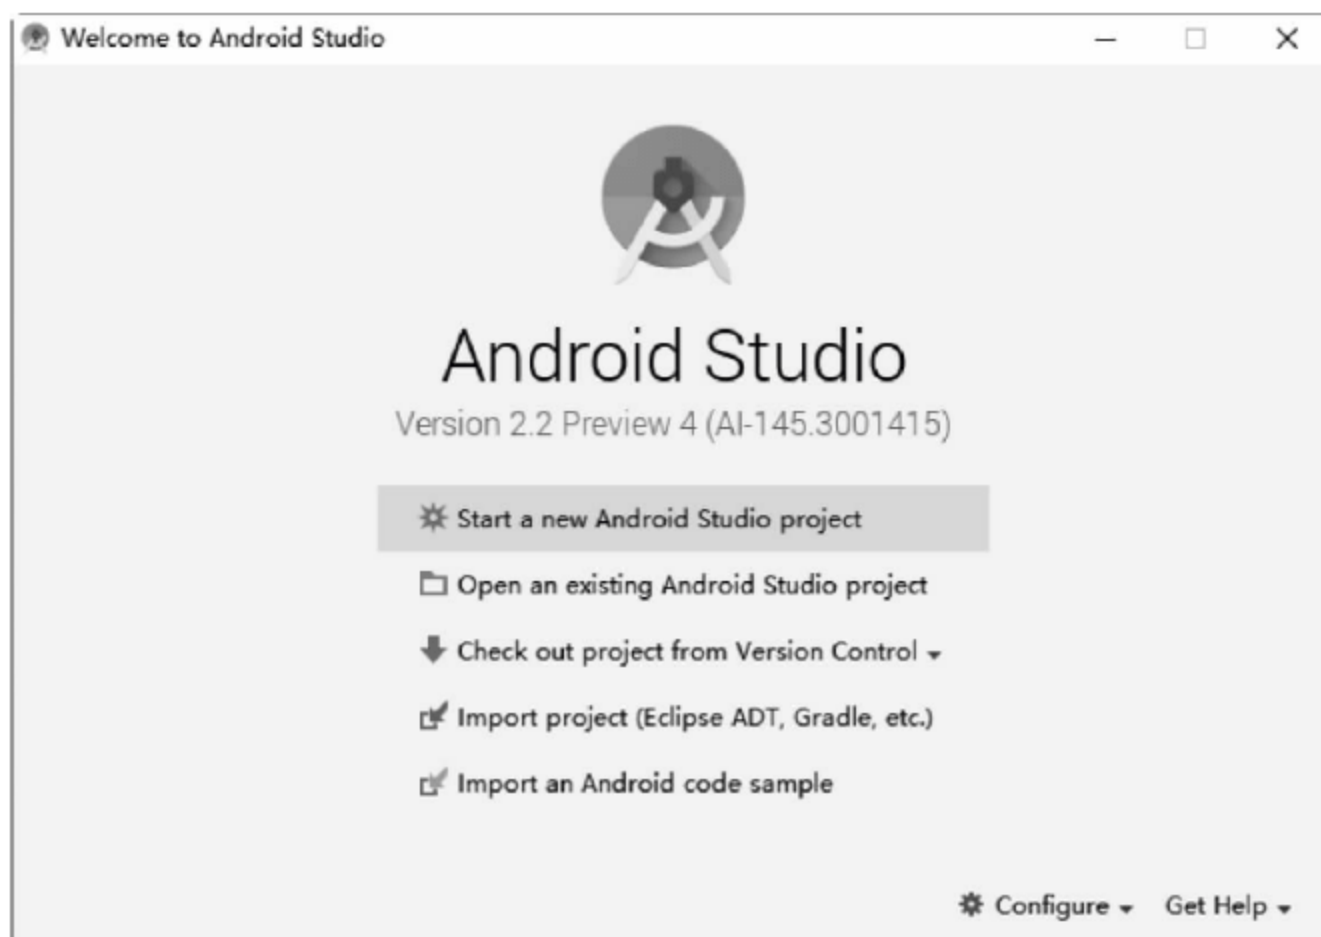 Welcome to Android Studio
Android Studio
Version 2.2 Preview 4 (AI-145.3001415)
Start a new Android Studio project
Open an existing Android Studio project
Check out project from Version Control
Import project (Eclipse ADT, Gradle, etc.)
Import an Android code sample
Configure Get Help